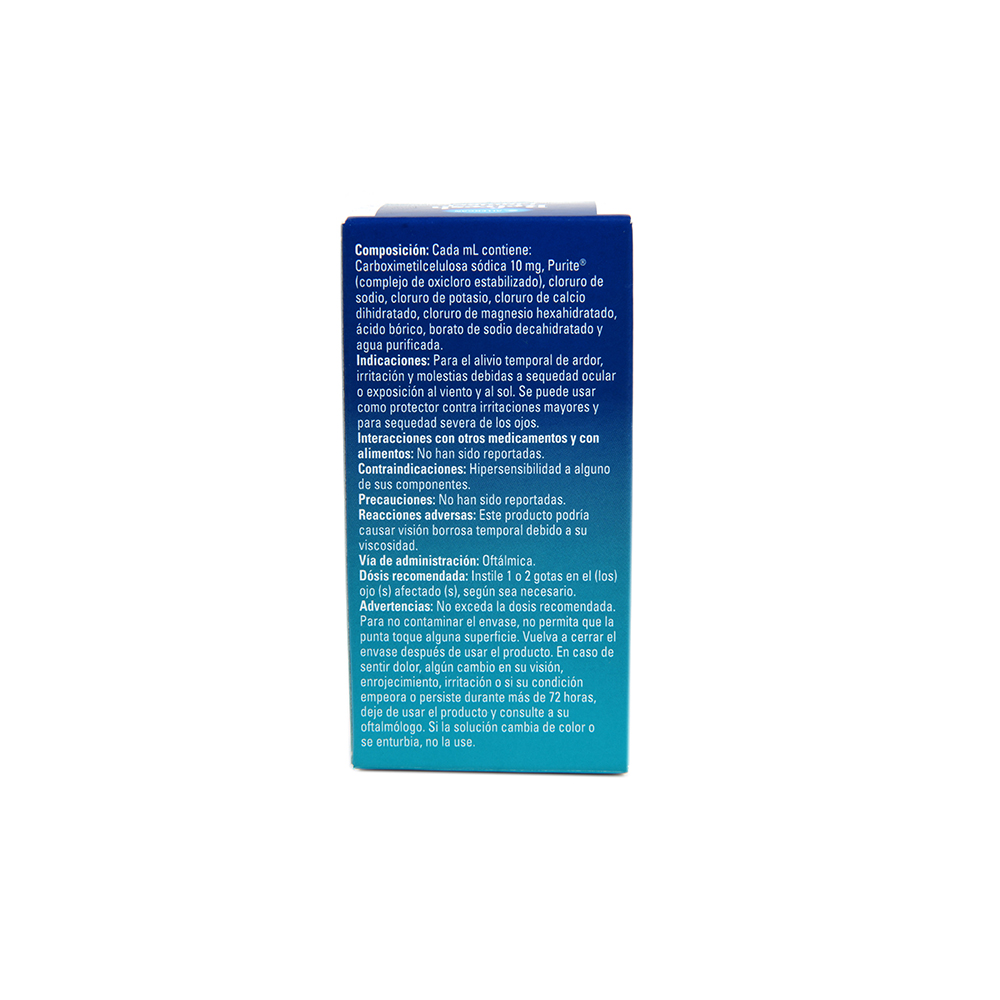 Composición: Cada mL contiene:
Carboximetilcelulosa sódica 10 mg, Purite®
(complejo de oxicloro estabilizado), cloruro de
sodio, cloruro de potasio, cloruro de calcio
dihidratado, cloruro de magnesio hexahidratado,
ácido bórico, borato de sodio decahidratado y
agua purificada.
Indicaciones: Para el alivio temporal de ardor,
irritación y molestias debidas a sequedad ocular
o exposición al viento y al sol. Se puede usar
como protector contra irritaciones mayores y
para sequedad severa de los ojos.
Interacciones con otros medicamentos y con
alimentos: No han sido reportadas.
Contraindicaciones: Hipersensibilidad a alguno
de sus componentes.
Precauciones: No han sido reportadas.
Reacciones adversas: Este producto podría
causar visión borrosa temporal debido a su
viscosidad.
Vía de administración: Oftálmica.
Dósis recomendada: Instile 1 o 2 gotas en el (los)
ojo (s) afectado (s), según sea necesario.
Advertencias: No exceda la dosis recomendada.
Para no contaminar el envase, no permita que la
punta toque alguna superficie. Vuelva a cerrar el
envase después de usar el producto. En caso de
sentir dolor, algún cambio en su visión,
enrojecimiento, irritación o si su condición
empeora o persiste durante más de 72 horas,
deje de usar el producto y consulte a su
oftalmólogo. Si la solución cambia de color o
se enturbia, no la use.